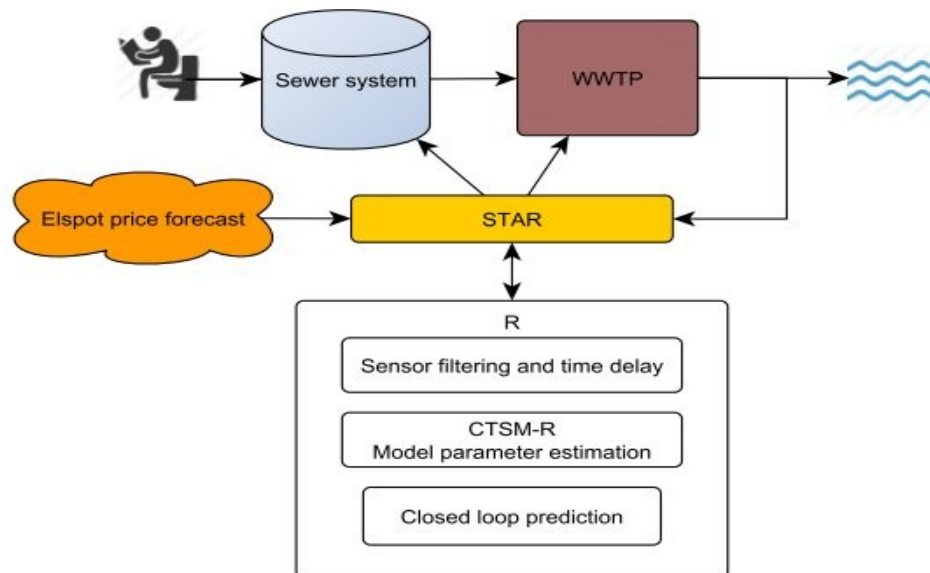 Sewer system
WWTP
Elspot price forecast
STAR
R
Sensor filtering and time delay
CTSM-R
Model parameter estimation
Closed loop prediction